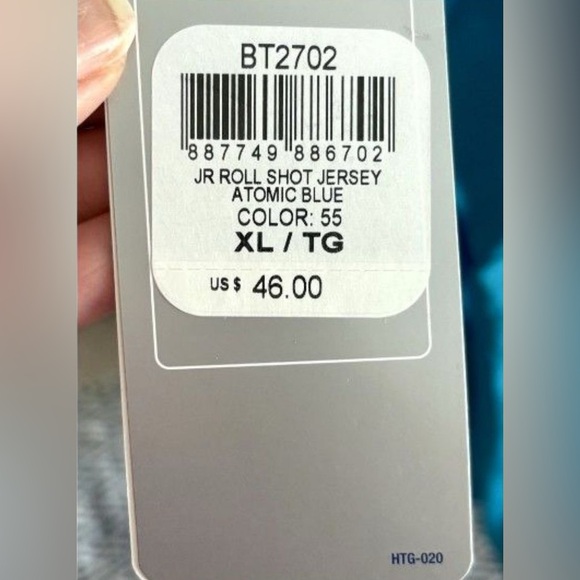 BT2702
887749 886702
JR ROLL SHOT JERSEY
ATOMIC BLUE
COLOR: 55
XL / TG
US $ 46.00
HTG-020